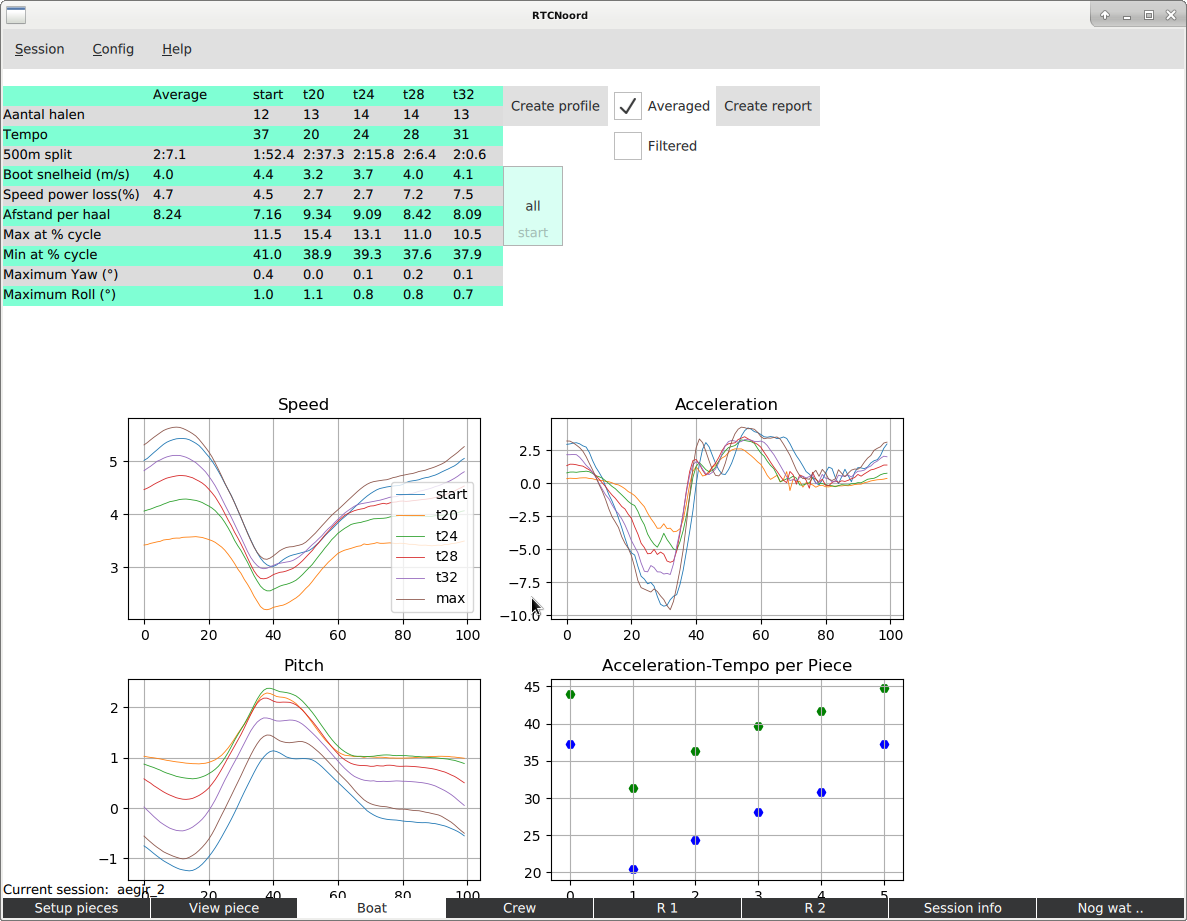 RTCNoord
Session Config Help
Average start t20 t24 t28 t32
Aantal halen 12 13 14 14 13
Tempo 37 20 24 28 31
500m split 2:7.1 1:52.4 2:37.3 2:15.8 2:6.4 2:0.6
Boot snelheid (m/s) 4.0 4.4 3.2 3.7 4.0 4.1
Speed power loss(%) 4.7 4.5 2.7 2.7 7.2 7.5
Afstand per haal 8.24 7.16 9.34 9.09 8.42 8.09
Max at % cycle 11.5 15.4 13.1 11.0 10.5
Min at % cycle 41.0 38.9 39.3 37.6 37.9
Maximum Yaw (°) 0.4 0.0 0.1 0.2 0.1
Maximum Roll (°) 1.0 1.1 0.8 0.8 0.7
Create profile Averaged Create report
Filtered
all
start
Speed
5
4
3
0 20 40 60 80 100
start
t20
t24
t28
t32
max
Acceleration
2.5
0.0
−2.5
−5.0
−7.5
−10.0
0 20 40 60 80 100
Pitch
2
1
0
−1
0 20 40 60 80 100
Acceleration-Tempo per Piece
45
40
35
30
25
20
0 1 2 3 4 5
Current session: aegir_2
Setup pieces View piece Boat Crew R 1 R 2 Session info Nog wat ..